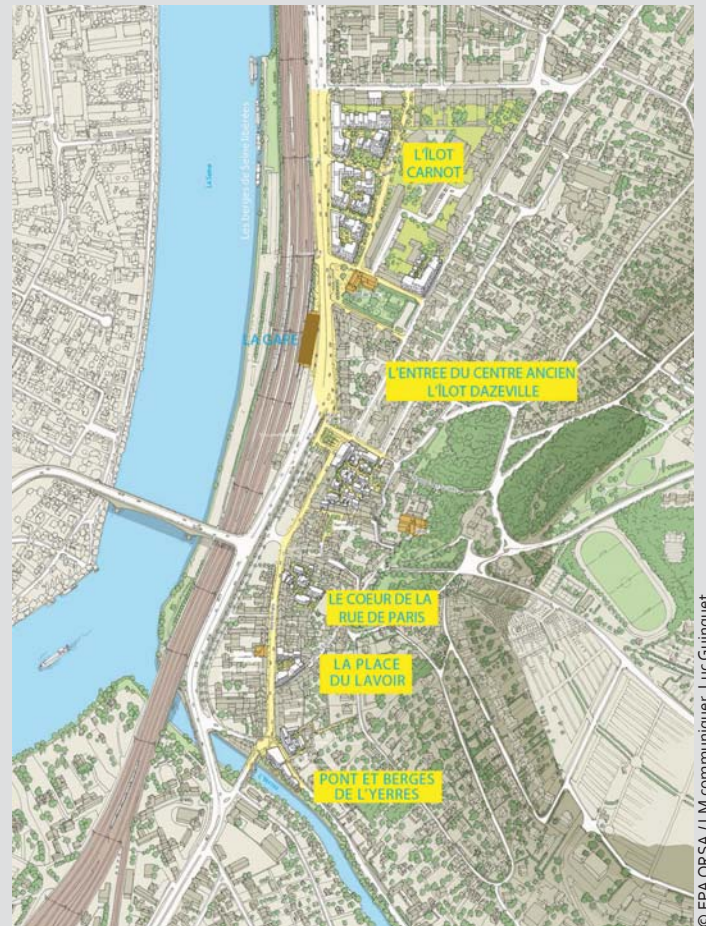 Les berges de Seine libérées
La Seine
L'ÎLOT
CARNOT
LA GARE
L'ENTREE DU CENTRE ANCIEN
L'ÎLOT DAZEVILLE
LE COEUR DE LA
RUE DE PARIS
LA PLACE
DU LAVOIR
PONT ET BERGES
DE L'YERRES
L'Yerres
© EPA ORSA / LM communiquer, Luc Guinguet